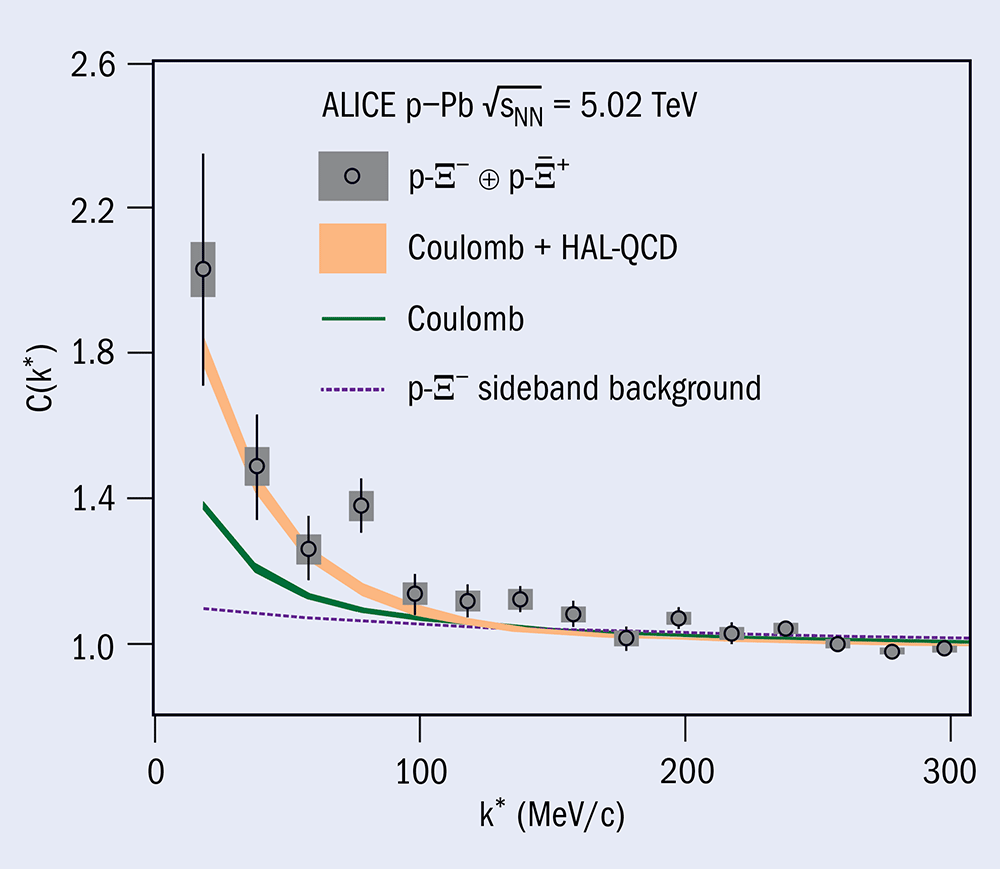 2.6
2.2
1.8
1.4
1.0
C(k*)
ALICE p–Pb √sNN = 5.02 TeV
p-Ξ⁻ ⊕ p-Ξ̄⁺
Coulomb + HAL-QCD
Coulomb
p-Ξ⁻ sideband background
0 100 200 300
k* (MeV/c)